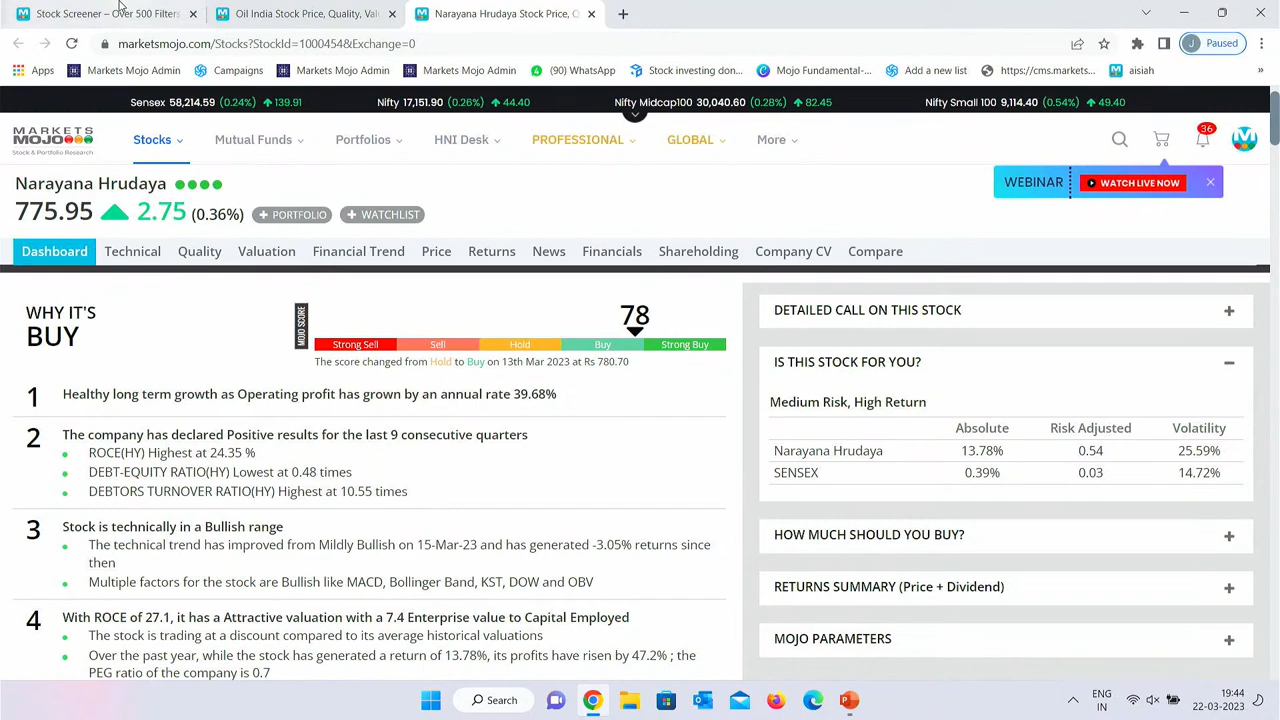 Stock Screener – Over 500 Filters
Oil India Stock Price, Quality, Val
Narayana Hrudaya Stock Price, Q
marketsmojo.com/Stocks?StockId=1000454&Exchange=0
J Paused
Apps Markets Mojo Admin Campaigns Markets Mojo Admin Markets Mojo Admin (90) WhatsApp Stock investing don... Mojo Fundamental-... Add a new list https://cms.markets... aisiah »
Sensex 58,214.59 (0.24%) 139.91 Nifty 17,151.90 (0.26%) 44.40 Nifty Midcap100 30,040.60 (0.28%) 82.45 Nifty Small 100 9,114.40 (0.54%) 49.40
MARKETS
MOJO
Stock & Portfolio Research
Stocks Mutual Funds Portfolios HNI Desk PROFESSIONAL GLOBAL More
36
Narayana Hrudaya
775.95 2.75 (0.36%) + PORTFOLIO + WATCHLIST
WEBINAR WATCH LIVE NOW
Dashboard Technical Quality Valuation Financial Trend Price Returns News Financials Shareholding Company CV Compare
WHY IT'S
BUY
MOJO SCORE
78
Strong Sell Sell Hold Buy Strong Buy
The score changed from Hold to Buy on 13th Mar 2023 at Rs 780.70
1 Healthy long term growth as Operating profit has grown by an annual rate 39.68%
2 The company has declared Positive results for the last 9 consecutive quarters
ROCE(HY) Highest at 24.35 %
DEBT-EQUITY RATIO(HY) Lowest at 0.48 times
DEBTORS TURNOVER RATIO(HY) Highest at 10.55 times
3 Stock is technically in a Bullish range
The technical trend has improved from Mildly Bullish on 15-Mar-23 and has generated -3.05% returns since
then
Multiple factors for the stock are Bullish like MACD, Bollinger Band, KST, DOW and OBV
4 With ROCE of 27.1, it has a Attractive valuation with a 7.4 Enterprise value to Capital Employed
The stock is trading at a discount compared to its average historical valuations
Over the past year, while the stock has generated a return of 13.78%, its profits have risen by 47.2% ; the
PEG ratio of the company is 0.7
DETAILED CALL ON THIS STOCK +
IS THIS STOCK FOR YOU? −
Medium Risk, High Return
Absolute Risk Adjusted Volatility
Narayana Hrudaya 13.78% 0.54 25.59%
SENSEX 0.39% 0.03 14.72%
HOW MUCH SHOULD YOU BUY? +
RETURNS SUMMARY (Price + Dividend) +
MOJO PARAMETERS +
Search
ENG
IN
19:44
22-03-2023